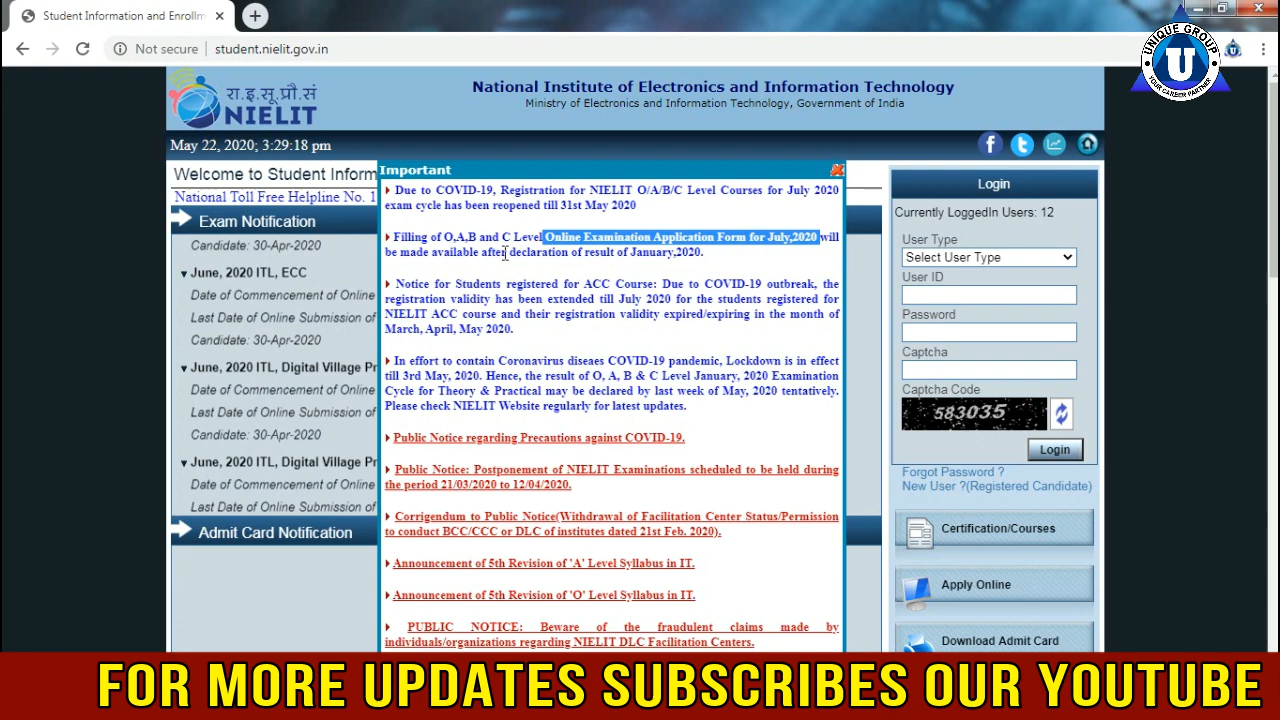 Student Information and Enrollm
Not secure
student.nielit.gov.in
UNIQUE GROUP
U
YOUR CAREER PARTNER
रा.इ.सू.प्रौ.सं
NIELIT
National Institute of Electronics and Information Technology
Ministry of Electronics and Information Technology, Government of India
May 22, 2020; 3:29:18 pm
Welcome to Student Inform
National Toll Free Helpline No. 1
Exam Notification
Candidate: 30-Apr-2020
June, 2020 ITL, ECC
Date of Commencement of Online
Last Date of Online Submission of
Candidate: 30-Apr-2020
June, 2020 ITL, Digital Village Pr
Date of Commencement of Online
Last Date of Online Submission of
Candidate: 30-Apr-2020
June, 2020 ITL, Digital Village Pr
Date of Commencement of Online
Last Date of Online Submission of
Admit Card Notification
Important
Due to COVID-19, Registration for NIELIT O/A/B/C Level Courses for July 2020
exam cycle has been reopened till 31st May 2020
Filling of O,A,B and C Level Online Examination Application Form for July,2020 will
be made available after declaration of result of January,2020.
Notice for Students registered for ACC Course: Due to COVID-19 outbreak, the
registration validity has been extended till July 2020 for the students registered for
NIELIT ACC course and their registration validity expired/expiring in the month of
March, April, May 2020.
In effort to contain Coronavirus diseaes COVID-19 pandemic, Lockdown is in effect
till 3rd May, 2020. Hence, the result of O, A, B & C Level January, 2020 Examination
Cycle for Theory & Practical may be declared by last week of May, 2020 tentatively.
Please check NIELIT Website regularly for latest updates.
Public Notice regarding Precautions against COVID-19.
Public Notice: Postponement of NIELIT Examinations scheduled to be held during
the period 21/03/2020 to 12/04/2020.
Corrigendum to Public Notice(Withdrawal of Facilitation Center Status/Permission
to conduct BCC/CCC or DLC of institutes dated 21st Feb. 2020).
Announcement of 5th Revision of 'A' Level Syllabus in IT.
Announcement of 5th Revision of 'O' Level Syllabus in IT.
PUBLIC NOTICE: Beware of the fraudulent claims made by
individuals/organizations regarding NIELIT DLC Facilitation Centers.
Login
Currently LoggedIn Users: 12
User Type
Select User Type
User ID
Password
Captcha
Captcha Code
583035
Login
Forgot Password ?
New User ?(Registered Candidate)
Certification/Courses
Apply Online
Download Admit Card
FOR MORE UPDATES SUBSCRIBES OUR YOUTUBE